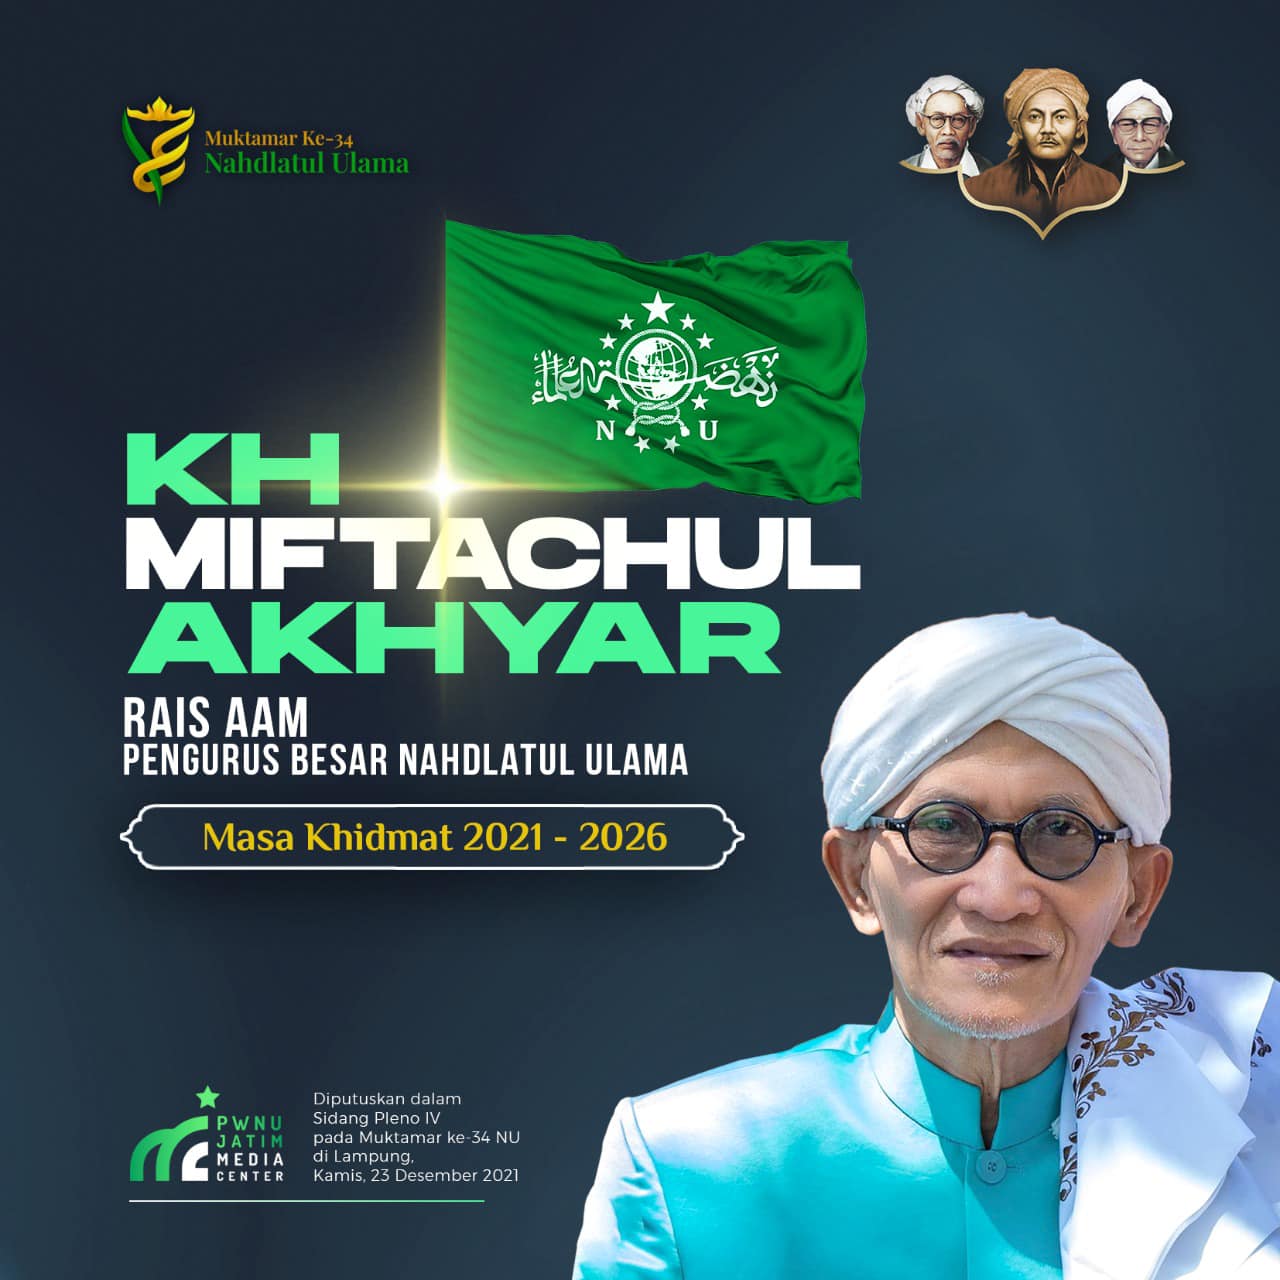 Muktamar Ke-34
Nahdlatul Ulama
نهضة العلماء
N U
KH
MIFTACHUL
AKHYAR
RAIS AAM
PENGURUS BESAR NAHDLATUL ULAMA
Masa Khidmat 2021 - 2026
PWNU
JATIM
MEDIA
CENTER
Diputuskan dalam
Sidang Pleno IV
pada Muktamar ke-34 NU
di Lampung,
Kamis, 23 Desember 2021